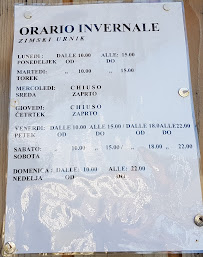 ORARIO INVERNALE
ZIMSKI URNIK
LUNEDI : DALLE 10.00 ALLE: 15.00
PONEDELJEK OD DO
MARTEDI: „ 10.00 „ 15.00
TOREK
MERCOLEDI: CHIUSO
SREDA ZAPRTO
GIOVEDI: CHIUSO
ČETRTEK ZAPRTO
VENERDI: DALLE 10.00 ALLE: 15.00 / DALLE 18.00 ALLE 22.00
PETEK OD DO OD DO
SABATO: „ 10.00 „ 15.00 „ 18.00 „ 22.00
SOBOTA
DOMENICA: DALLE: 10.00 ALLE: 22.00
NEDELJA OD DO